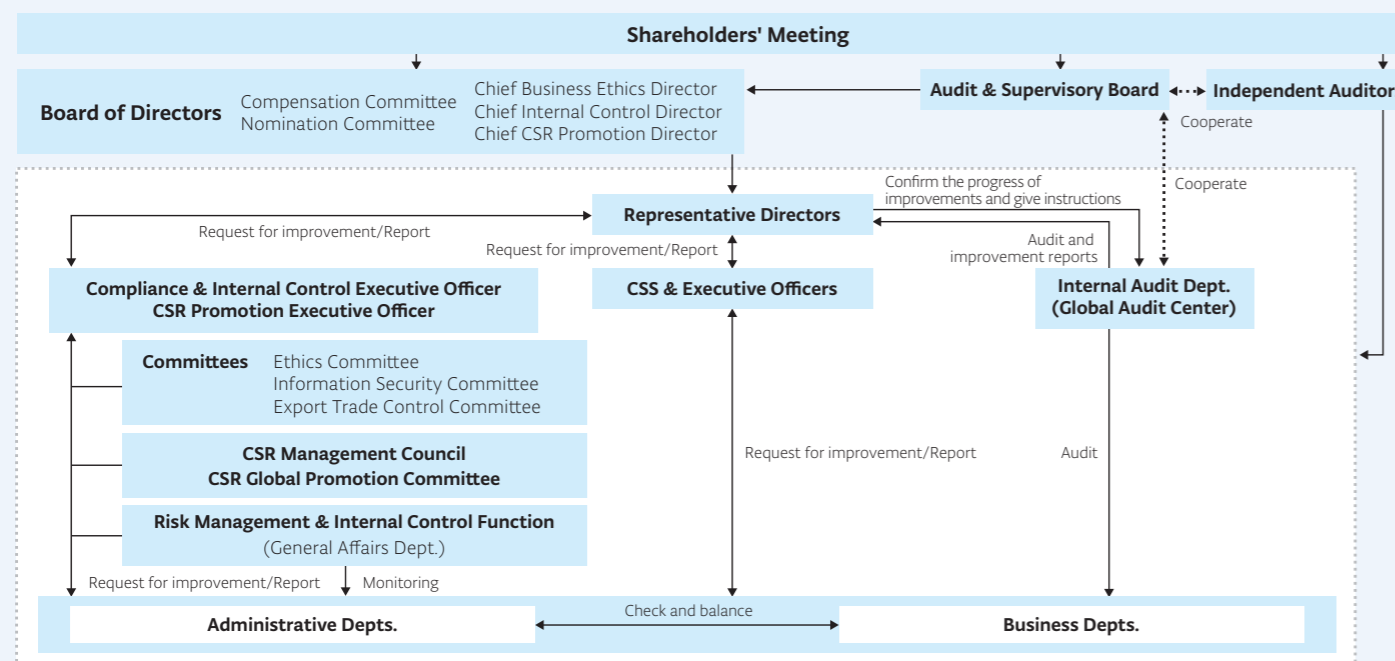 Shareholders' Meeting
Board of Directors
Compensation Committee
Nomination Committee
Chief Business Ethics Director
Chief Internal Control Director
Chief CSR Promotion Director
Audit & Supervisory Board
Independent Auditor
Cooperate
Cooperate
Confirm the progress of
improvements and give instructions
Representative Directors
Request for improvement/Report
Request for improvement/Report
Audit and
improvement reports
Compliance & Internal Control Executive Officer
CSR Promotion Executive Officer
CSS & Executive Officers
Internal Audit Dept.
(Global Audit Center)
Committees
Ethics Committee
Information Security Committee
Export Trade Control Committee
CSR Management Council
CSR Global Promotion Committee
Request for improvement/Report
Audit
Risk Management & Internal Control Function
(General Affairs Dept.)
Request for improvement/Report
Monitoring
Check and balance
Administrative Depts.
Business Depts.